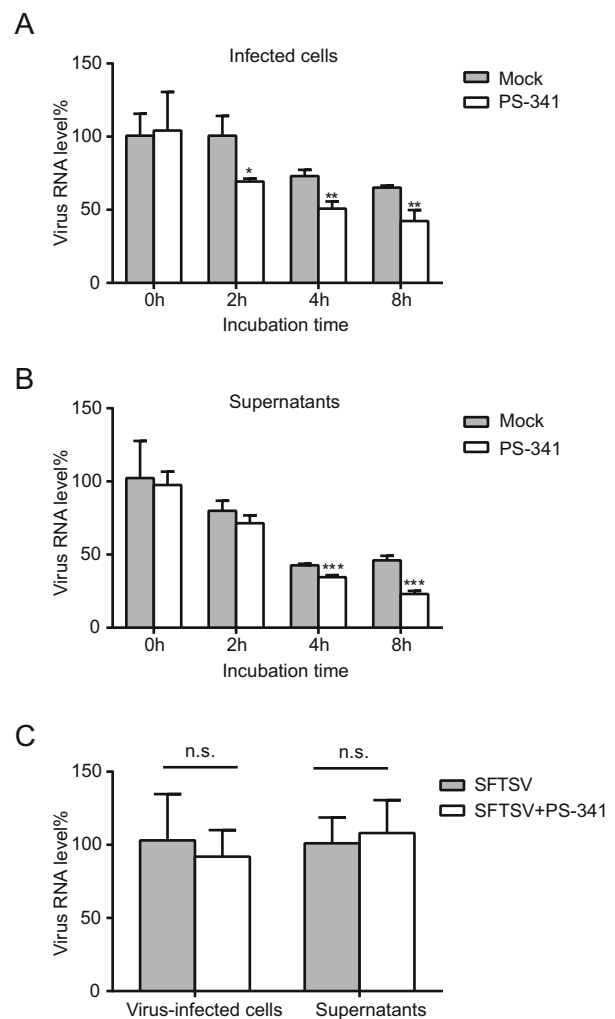 A
Infected cells
Mock
PS-341
Virus RNA level%
150
100
50
0
*
**
**
0h 2h 4h 8h
Incubation time
B
Supernatants
Mock
PS-341
Virus RNA level%
150
100
50
0
***
***
0h 2h 4h 8h
Incubation time
C
n.s. n.s.
SFTSV
SFTSV+PS-341
Virus RNA level%
150
100
50
0
Virus-infected cells Supernatants